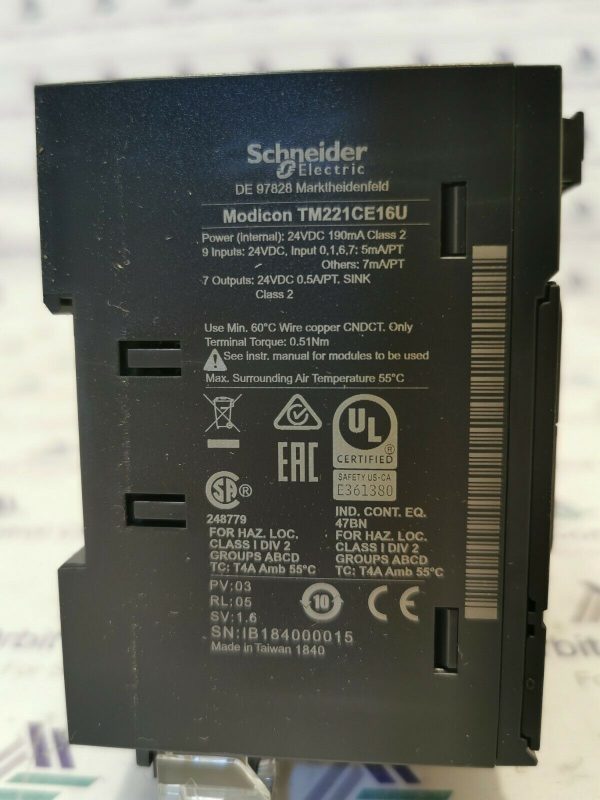 Schneider
Electric
DE 97828 Marktheidenfeld
Modicon TM221CE16U
Power (internal): 24VDC 190mA Class 2
9 Inputs: 24VDC, Input 0,1,6,7: 5mA/PT
Others: 7mA/PT
7 Outputs: 24VDC 0.5A/PT. SINK
Class 2
Use Min. 60°C Wire copper CNDCT. Only
Terminal Torque: 0.51Nm
See instr. manual for modules to be used
Max. Surrounding Air Temperature 55°C
UL ®
CERTIFIED
SAFETY US-CA
E361380
EAC
SA ®
248779
FOR HAZ. LOC.
CLASS I DIV 2
GROUPS ABCD
TC: T4A Amb 55°C
IND. CONT. EQ.
47BN
FOR HAZ. LOC.
CLASS I DIV 2
GROUPS ABCD
TC: T4A Amb 55°C
PV:03
RL:05
SV:1.6
SN:IB184000015
Made in Taiwan 1840
10
CE